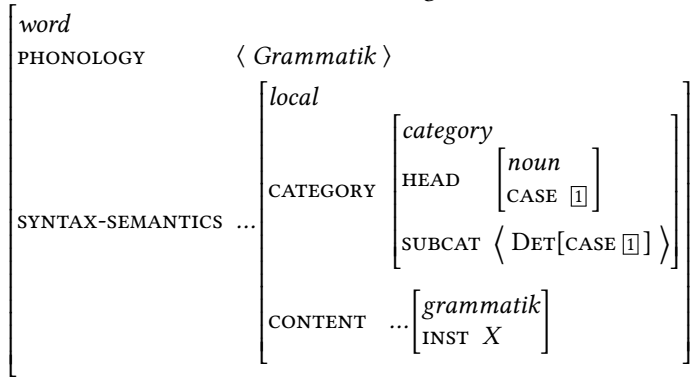 word
PHONOLOGY ⟨ Grammatik ⟩
local
category
HEAD noun
CASE 1
CATEGORY
SYNTAX-SEMANTICS ...
SUBCAT ⟨ DET[CASE 1] ⟩
grammatik
CONTENT ...
INST X